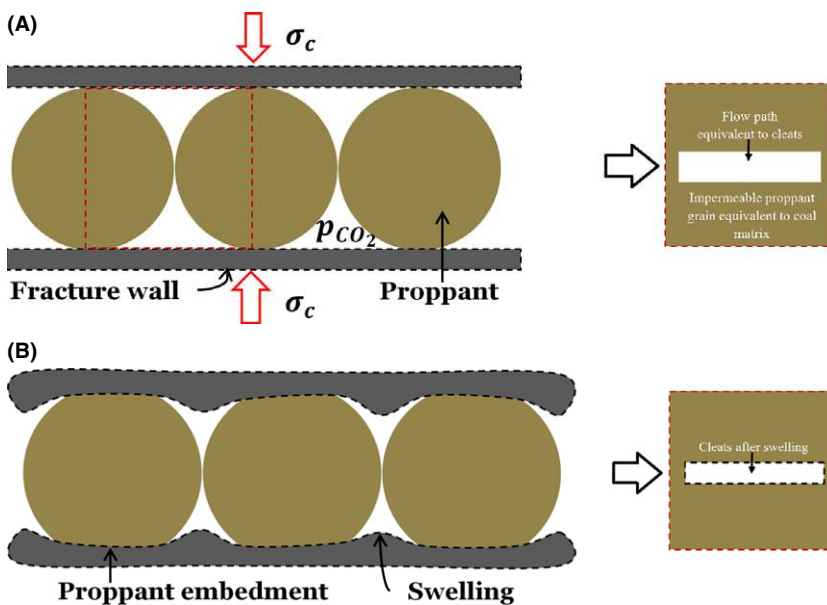 (A)
σc
Flow path
equivalent to cleats
Impermeable proppant
grain equivalent to coal
matrix
pCO2
Fracture wall
Proppant
σc
(B)
Cleats after swelling
Proppant embedment
Swelling